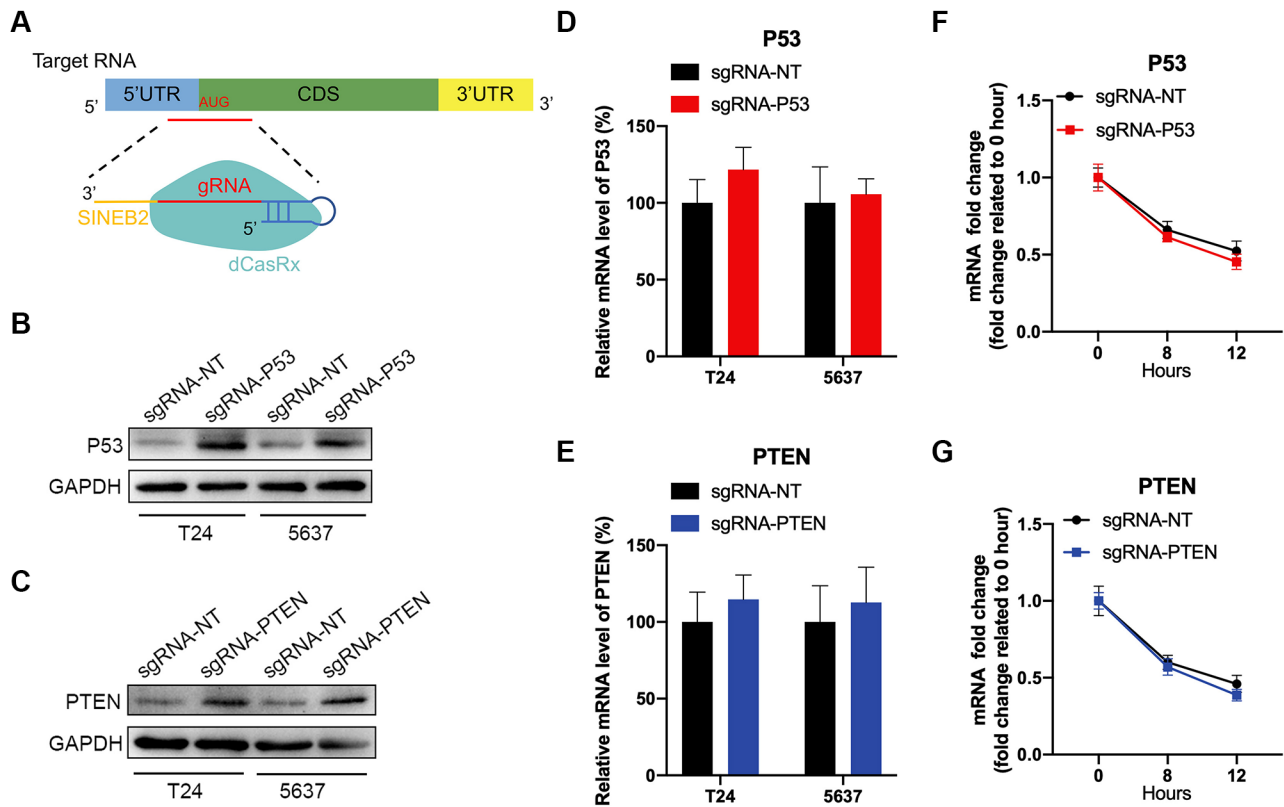 A
Target RNA
5’
5’UTR
AUG
CDS
3’UTR
3’
3’
gRNA
SINEB2
5’
dCasRx
B
sgRNA-NT
sgRNA-P53
sgRNA-NT
sgRNA-P53
P53
GAPDH
T24
5637
C
sgRNA-NT
sgRNA-PTEN
sgRNA-NT
sgRNA-PTEN
PTEN
GAPDH
T24
5637
D
P53
sgRNA-NT
sgRNA-P53
Relative mRNA level of P53 (%)
150
100
50
0
T24
5637
E
PTEN
sgRNA-NT
sgRNA-PTEN
Relative mRNA level of PTEN (%)
150
100
50
0
T24
5637
F
P53
sgRNA-NT
sgRNA-P53
mRNA fold change
(fold change related to 0 hour)
1.5
1.0
0.5
0.0
0
8
12
Hours
G
PTEN
sgRNA-NT
sgRNA-PTEN
mRNA fold change
(fold change related to 0 hour)
1.5
1.0
0.5
0.0
0
8
12
Hours